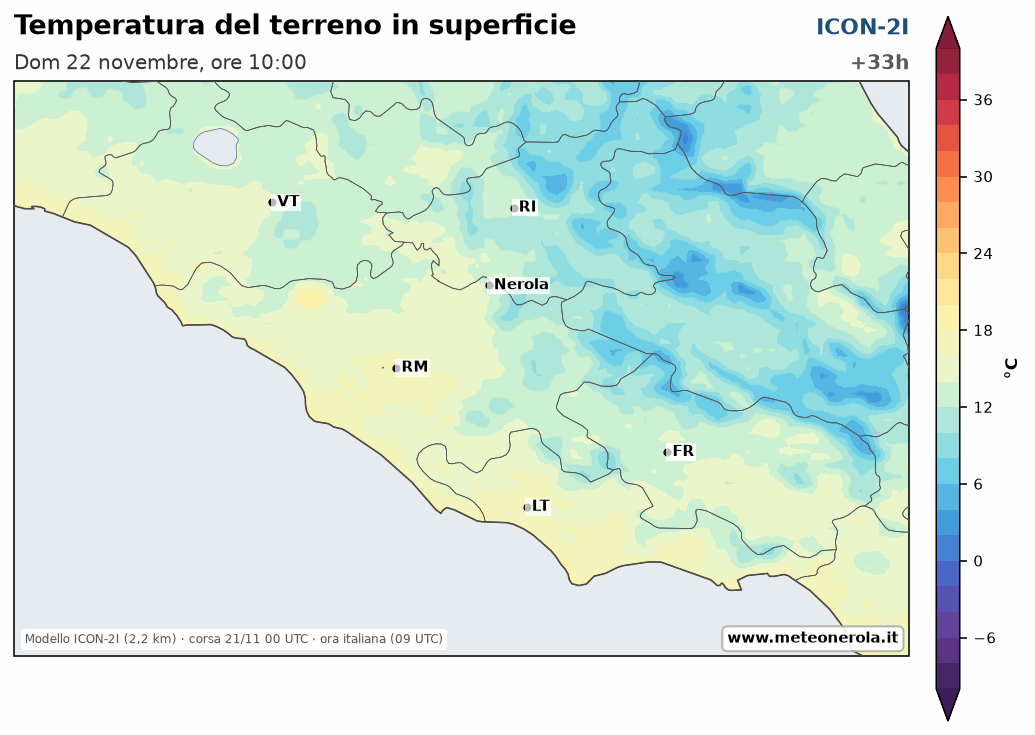 Temperatura del terreno in superficie
ICON-2I
Dom 22 novembre, ore 10:00
+33h
VT
RI
Nerola
RM
FR
LT
36
30
24
18
12
6
0
−6
°C
Modello ICON-2I (2,2 km) · corsa 21/11 00 UTC · ora italiana (09 UTC)
www.meteonerola.it